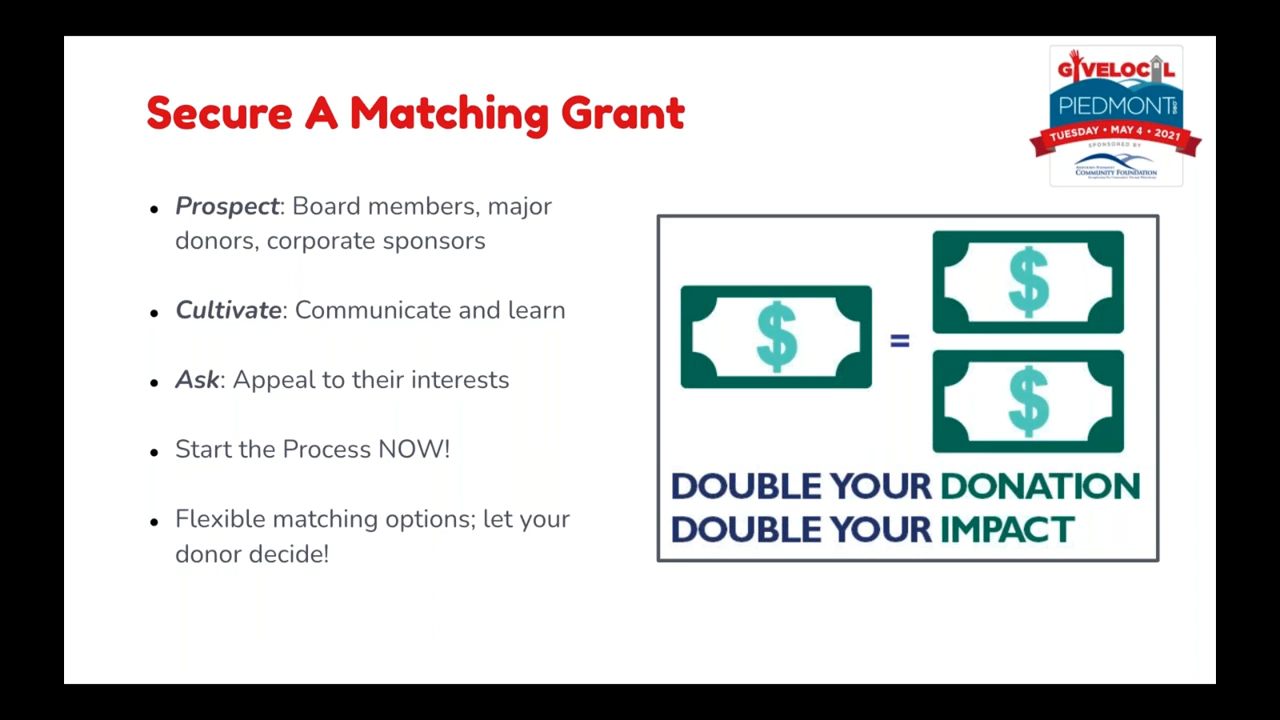 Secure A Matching Grant
GIVELOCAL
PIEDMONT.ORG
TUESDAY • MAY 4 • 2021
SPONSORED BY
COMMUNITY FOUNDATION
• Prospect: Board members, major
donors, corporate sponsors
• Cultivate: Communicate and learn
• Ask: Appeal to their interests
• Start the Process NOW!
• Flexible matching options; let your
donor decide!
$ = $
$
DOUBLE YOUR DONATION
DOUBLE YOUR IMPACT